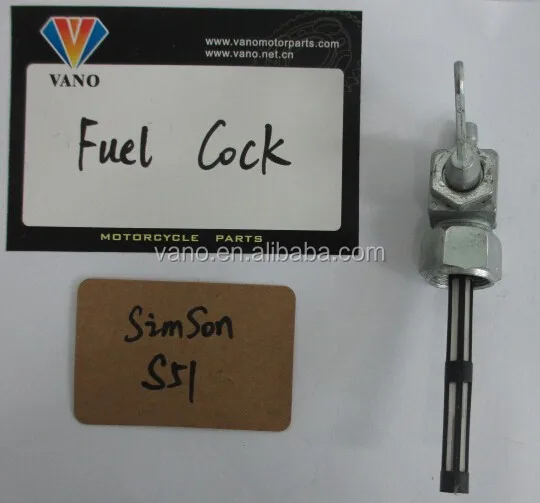 www.vanomotorparts.com
www.vano.net.cn
VANO
Fuel Cock
MOTORCYCLE PARTS
vano.en.alibaba.com
SimSon
S51